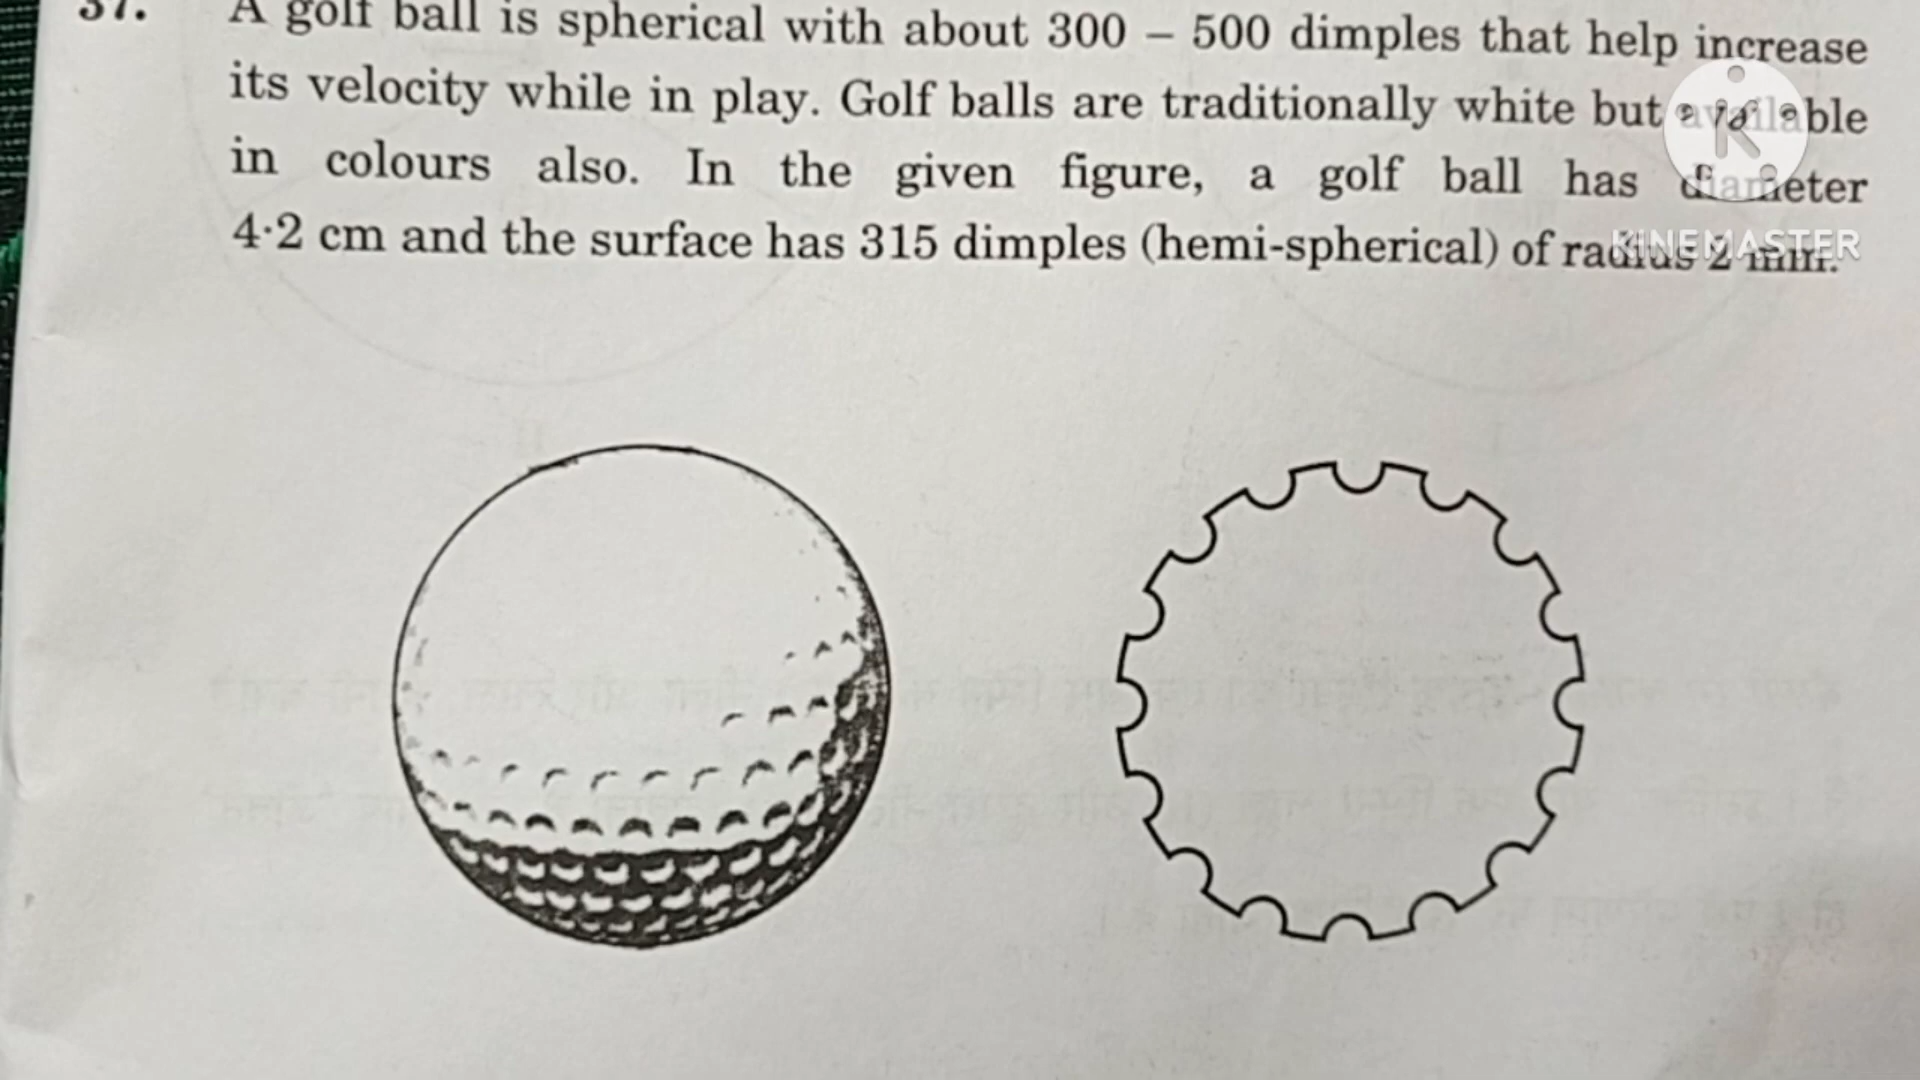 37. A golf ball is spherical with about 300 – 500 dimples that help increase
its velocity while in play. Golf balls are traditionally white but available
in colours also. In the given figure, a golf ball has diameter
4·2 cm and the surface has 315 dimples (hemi-spherical) of radius 2 mm.
K
KINEMASTER